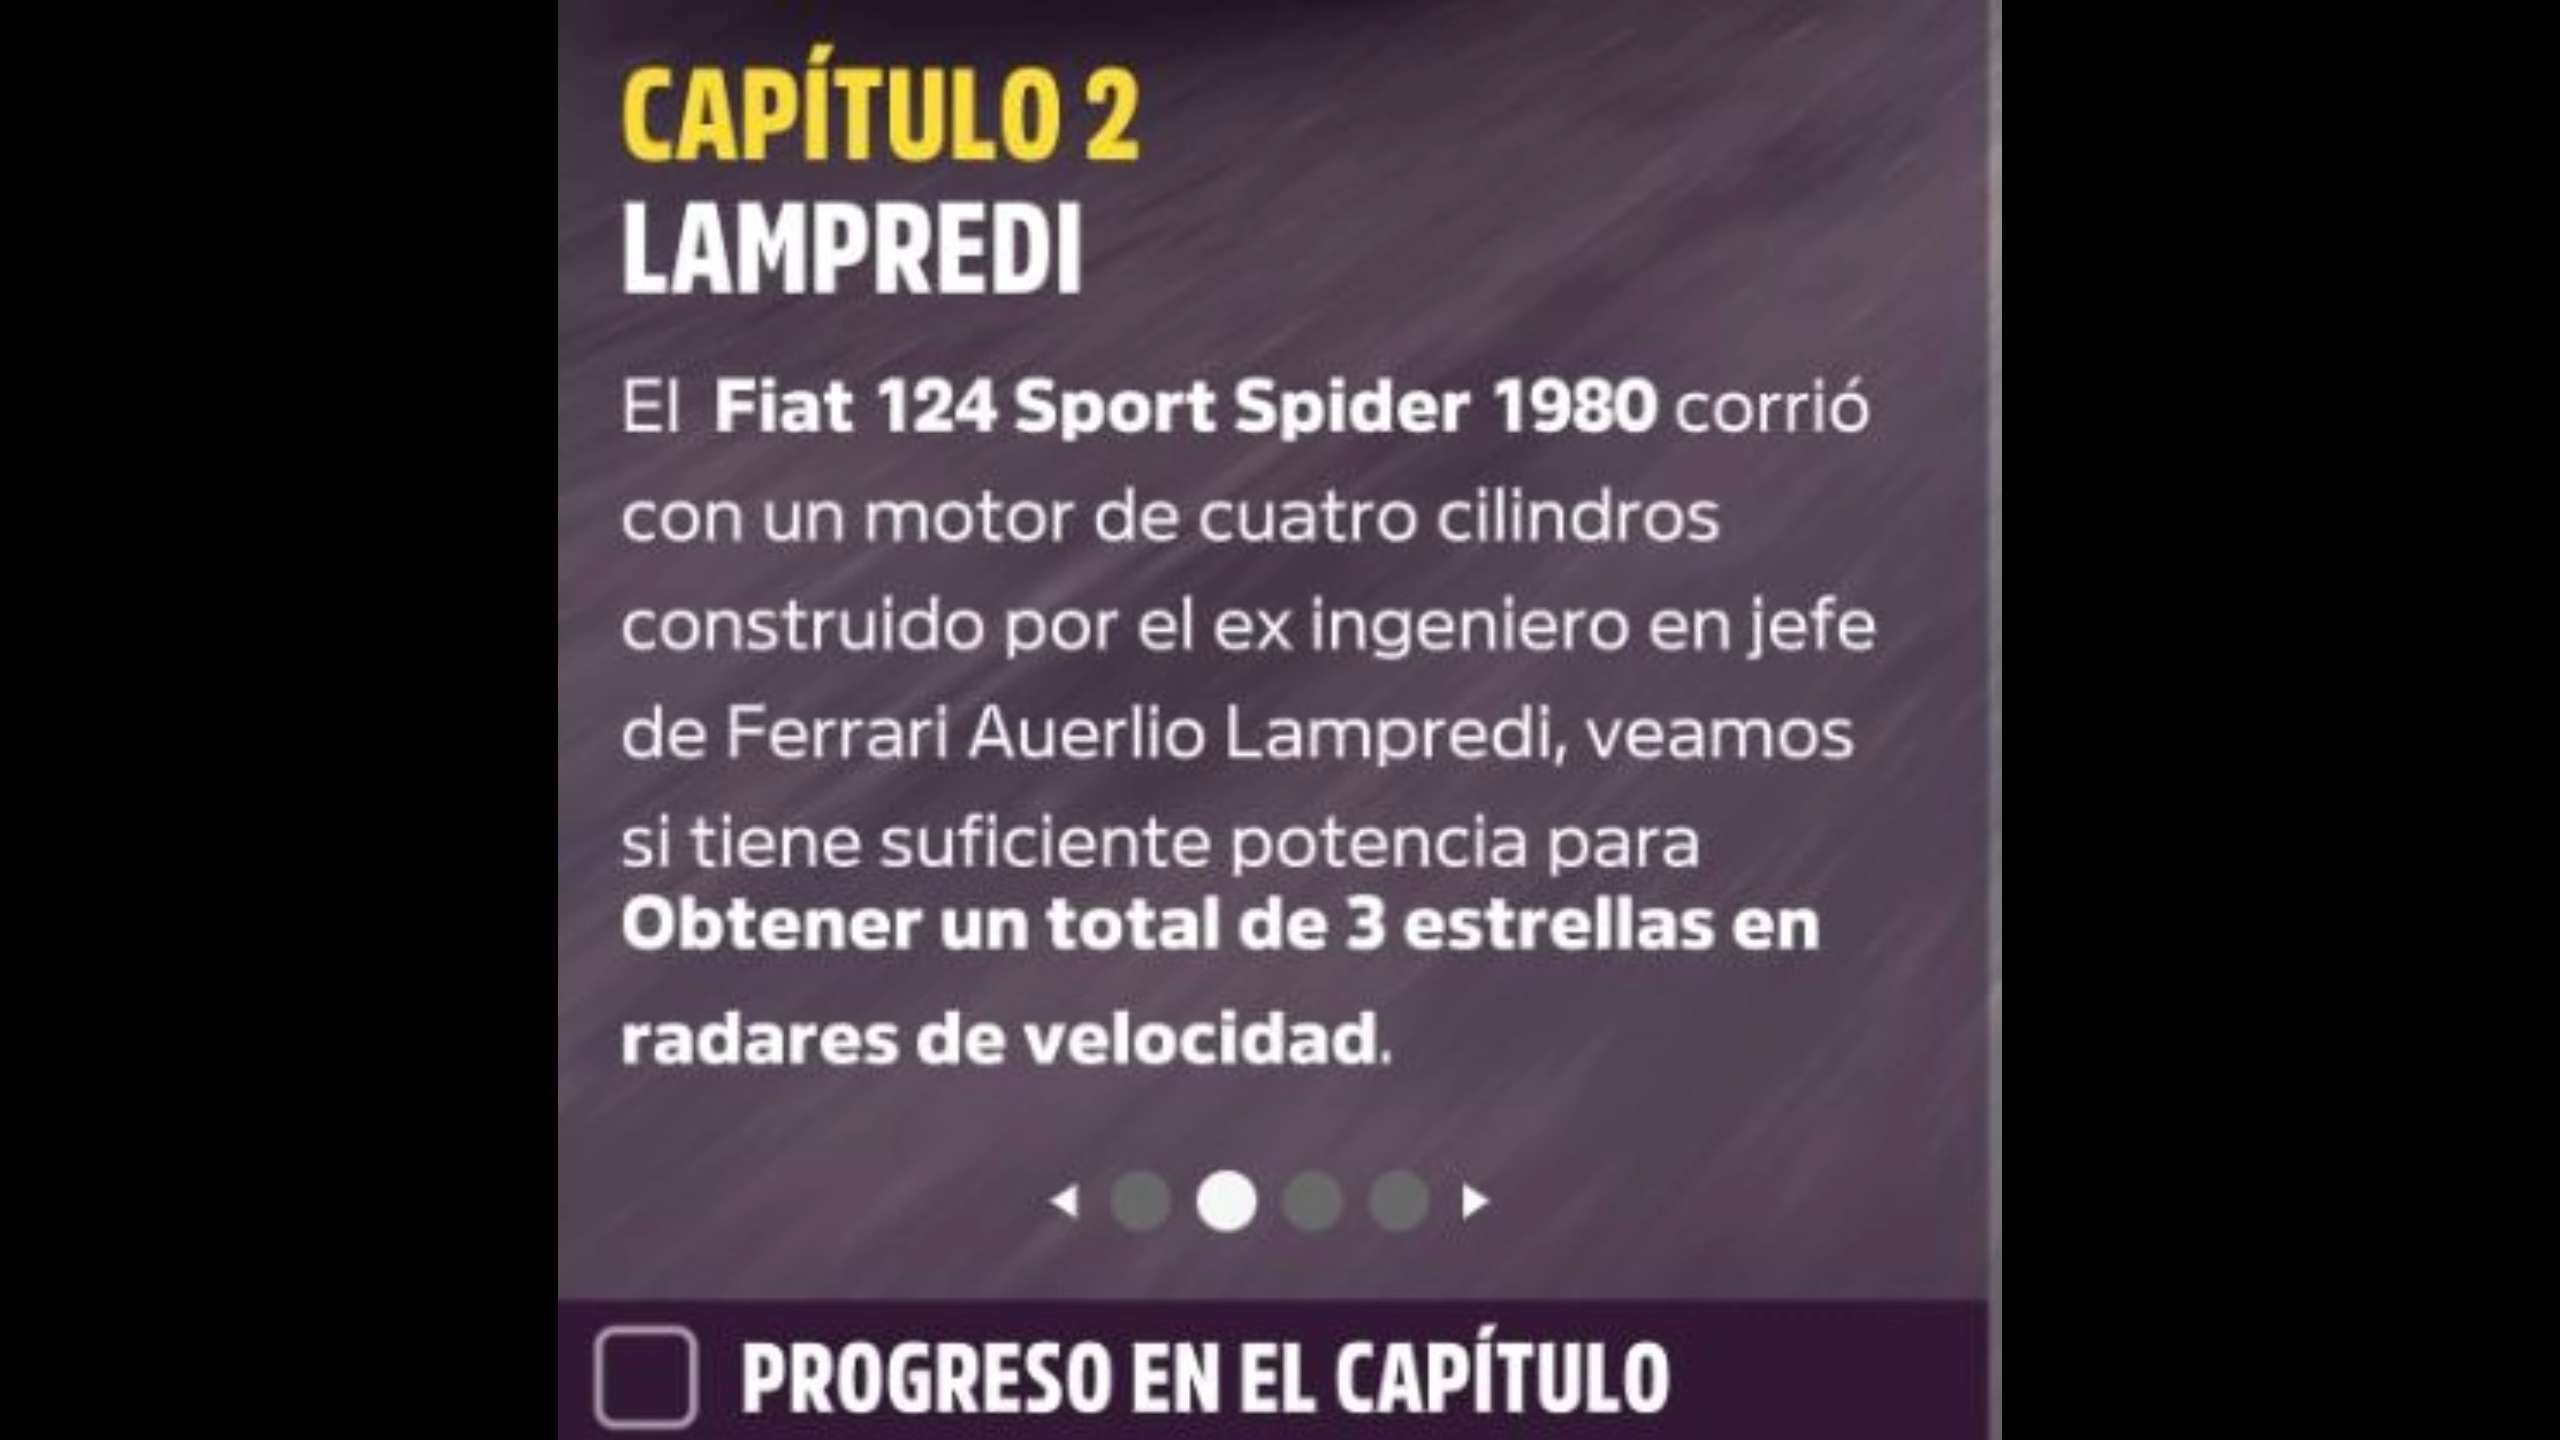 CAPÍTULO 2
LAMPREDI
El Fiat 124 Sport Spider 1980 corrió
con un motor de cuatro cilindros
construido por el ex ingeniero en jefe
de Ferrari Auerlio Lampredi, veamos
si tiene suficiente potencia para
Obtener un total de 3 estrellas en
radares de velocidad.
PROGRESO EN EL CAPÍTULO